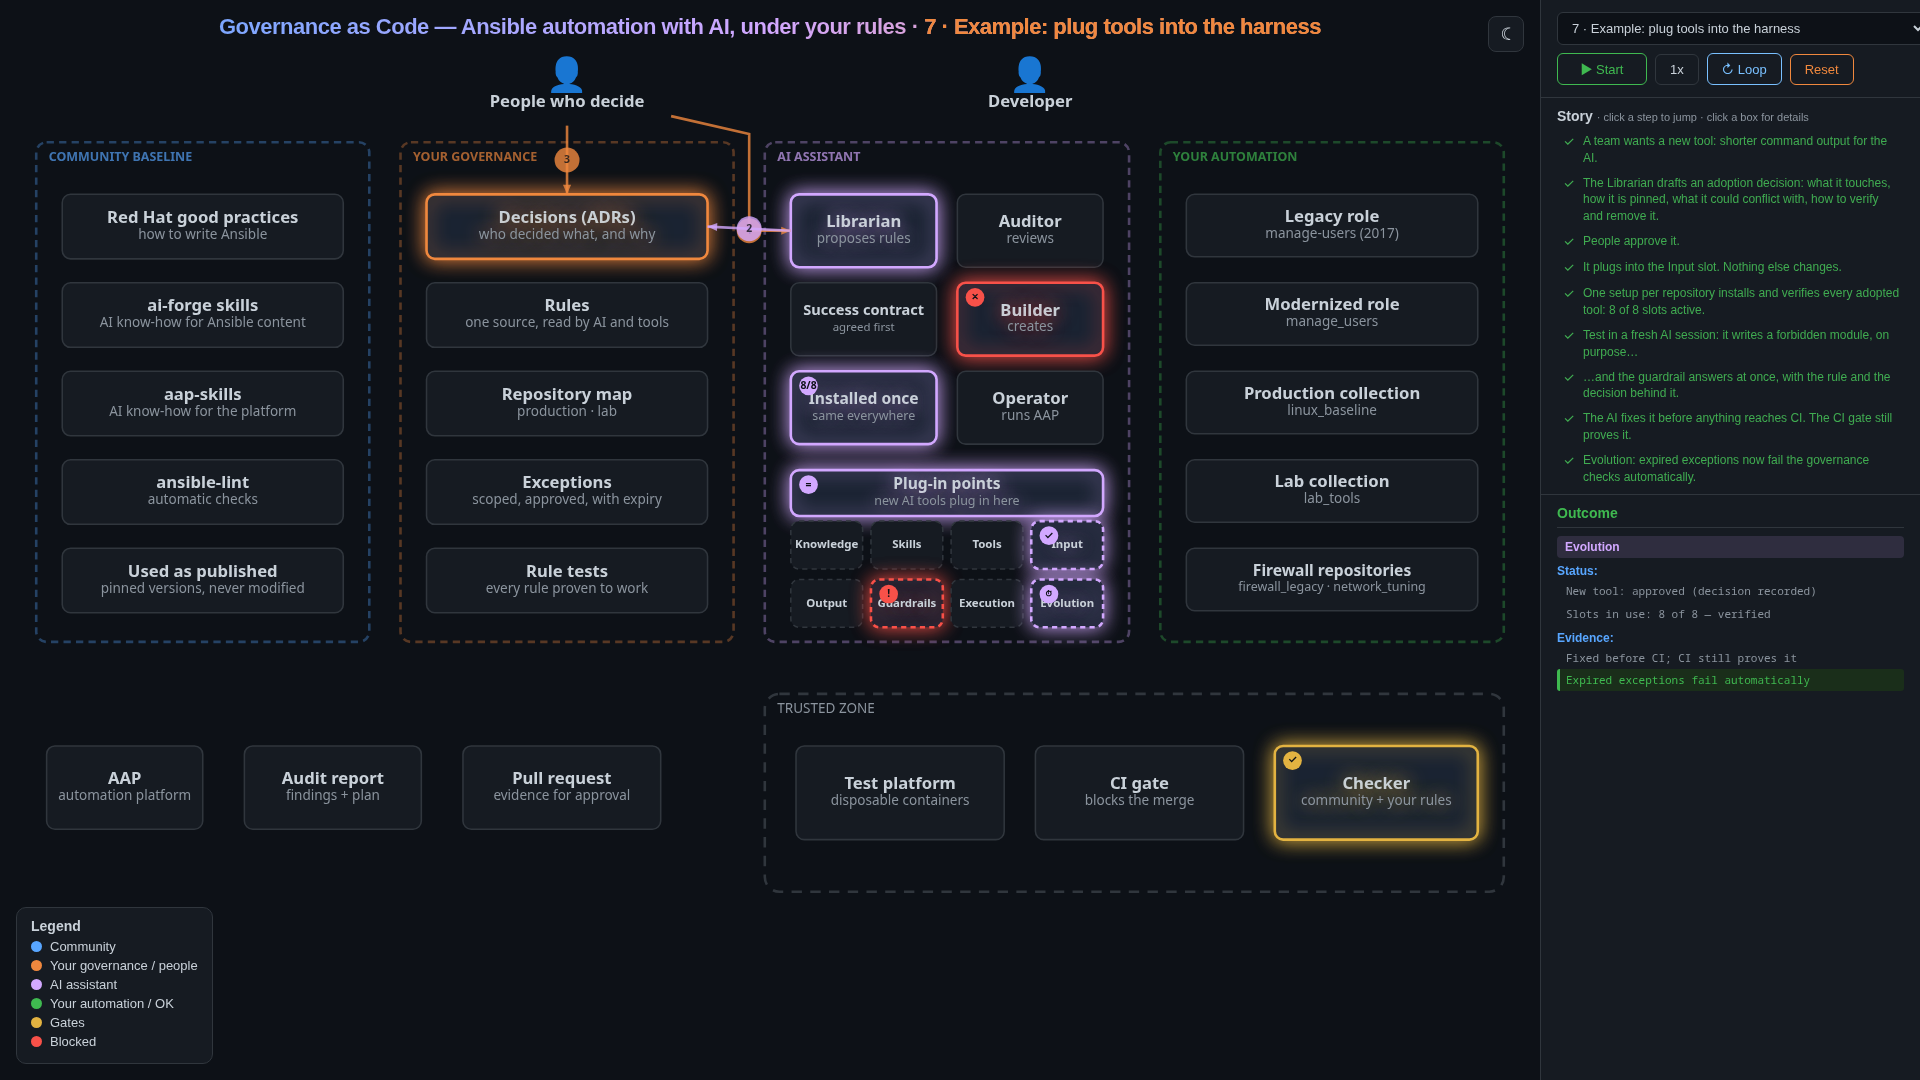 Governance as Code — Ansible automation with AI, under your rules · 7 · Example: plug tools into the harness
People who decide
Developer
COMMUNITY BASELINE
Red Hat good practices
how to write Ansible
ai-forge skills
AI know-how for Ansible content
aap-skills
AI know-how for the platform
ansible-lint
automatic checks
Used as published
pinned versions, never modified
YOUR GOVERNANCE
3
Decisions (ADRs)
who decided what, and why
2
Rules
one source, read by AI and tools
Repository map
production · lab
Exceptions
scoped, approved, with expiry
Rule tests
every rule proven to work
AI ASSISTANT
Librarian
proposes rules
Auditor
reviews
Success contract
agreed first
Builder
creates
8/8
Installed once
same everywhere
Operator
runs AAP
Plug-in points
new AI tools plug in here
Knowledge
Skills
Tools
Input
Output
Guardrails
Execution
Evolution
YOUR AUTOMATION
Legacy role
manage-users (2017)
Modernized role
manage_users
Production collection
linux_baseline
Lab collection
lab_tools
Firewall repositories
firewall_legacy · network_tuning
AAP
automation platform
Audit report
findings + plan
Pull request
evidence for approval
TRUSTED ZONE
Test platform
disposable containers
CI gate
blocks the merge
Checker
community + your rules
Legend
Community
Your governance / people
AI assistant
Your automation / OK
Gates
Blocked
7 · Example: plug tools into the harness
▶ Start
1x
↻ Loop
Reset
Story · click a step to jump · click a box for details
✓ A team wants a new tool: shorter command output for the
AI.
✓ The Librarian drafts an adoption decision: what it touches,
how it is pinned, what it could conflict with, how to verify
and remove it.
✓ People approve it.
✓ It plugs into the Input slot. Nothing else changes.
✓ One setup per repository installs and verifies every adopted
tool: 8 of 8 slots active.
✓ Test in a fresh AI session: it writes a forbidden module, on
purpose…
✓ …and the guardrail answers at once, with the rule and the
decision behind it.
✓ The AI fixes it before anything reaches CI. The CI gate still
proves it.
✓ Evolution: expired exceptions now fail the governance
checks automatically.
Outcome
Evolution
Status:
New tool: approved (decision recorded)
Slots in use: 8 of 8 — verified
Evidence:
Fixed before CI; CI still proves it
Expired exceptions fail automatically